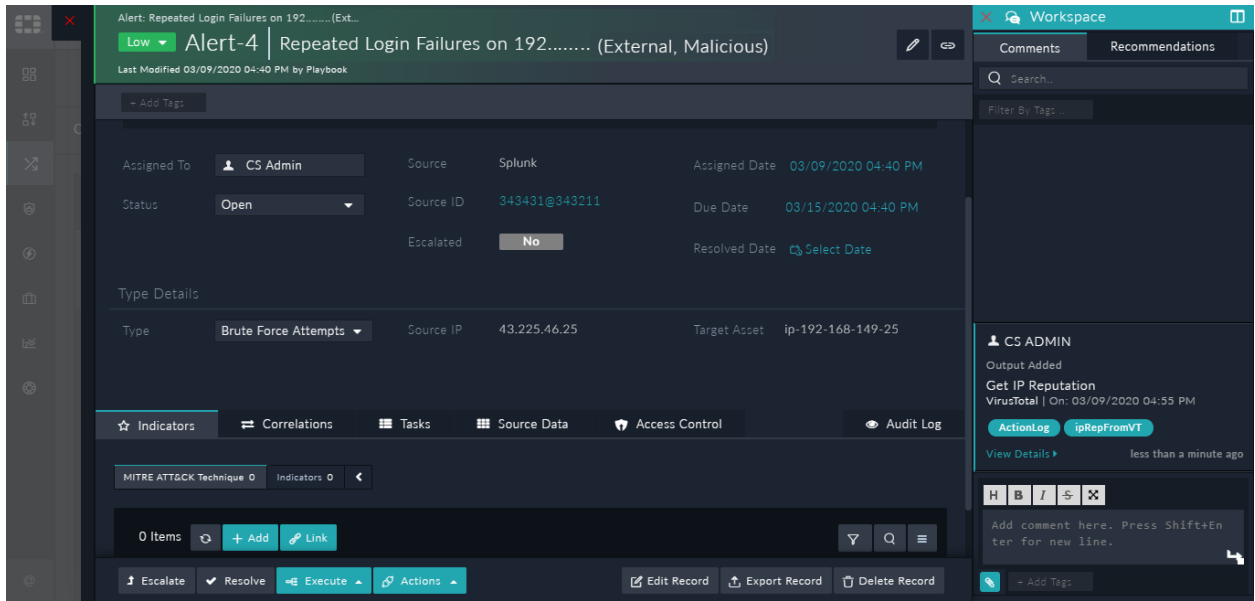 Alert: Repeated Login Failures on 192........(Ext...
Low Alert-4 Repeated Login Failures on 192........ (External, Malicious)
Last Modified 03/09/2020 04:40 PM by Playbook
+ Add Tags
Assigned To CS Admin Source Splunk Assigned Date 03/09/2020 04:40 PM
Status Open Source ID 343431@343211 Due Date 03/15/2020 04:40 PM
Escalated No Resolved Date Select Date
Type Details
Type Brute Force Attempts Source IP 43.225.46.25 Target Asset ip-192-168-149-25
Indicators Correlations Tasks Source Data Access Control Audit Log
MITRE ATT&CK Technique 0 Indicators 0
0 Items + Add Link
Escalate Resolve Execute Actions Edit Record Export Record Delete Record
Workspace
Comments Recommendations
Search..
Filter By Tags ..
CS ADMIN
Output Added
Get IP Reputation
VirusTotal | On: 03/09/2020 04:55 PM
ActionLog ipRepFromVT
View Details less than a minute ago
H B I S
Add comment here. Press Shift+En
ter for new line.
+ Add Tags